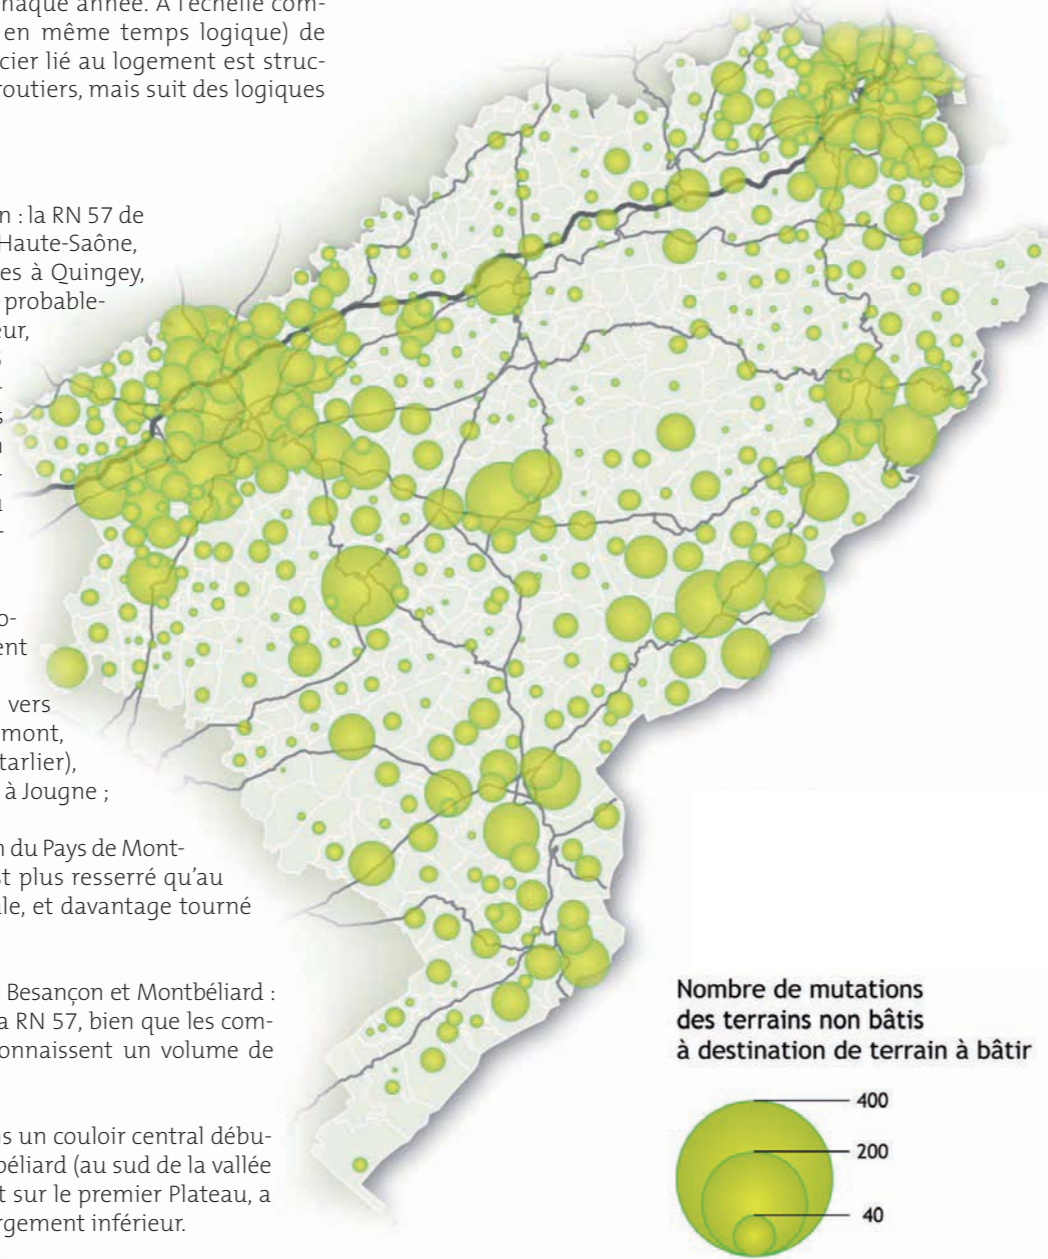 haque année. A l'échelle com-
en même temps logique) de
cier lié au logement est struc-
routiers, mais suit des logiques
n : la RN 57 de
Haute-Saône,
es à Quingey,
probable-
eur,
s
n
o-
ent
vers
mont,
tarlier),
à Jougne ;
n du Pays de Mont-
st plus resserré qu'au
le, et davantage tourné
Besançon et Montbéliard :
a RN 57, bien que les com-
onnaissent un volume de
s un couloir central débu-
béliard (au sud de la vallée
t sur le premier Plateau, a
rgement inférieur.
Nombre de mutations
des terrains non bâtis
à destination de terrain à bâtir
400
200
40